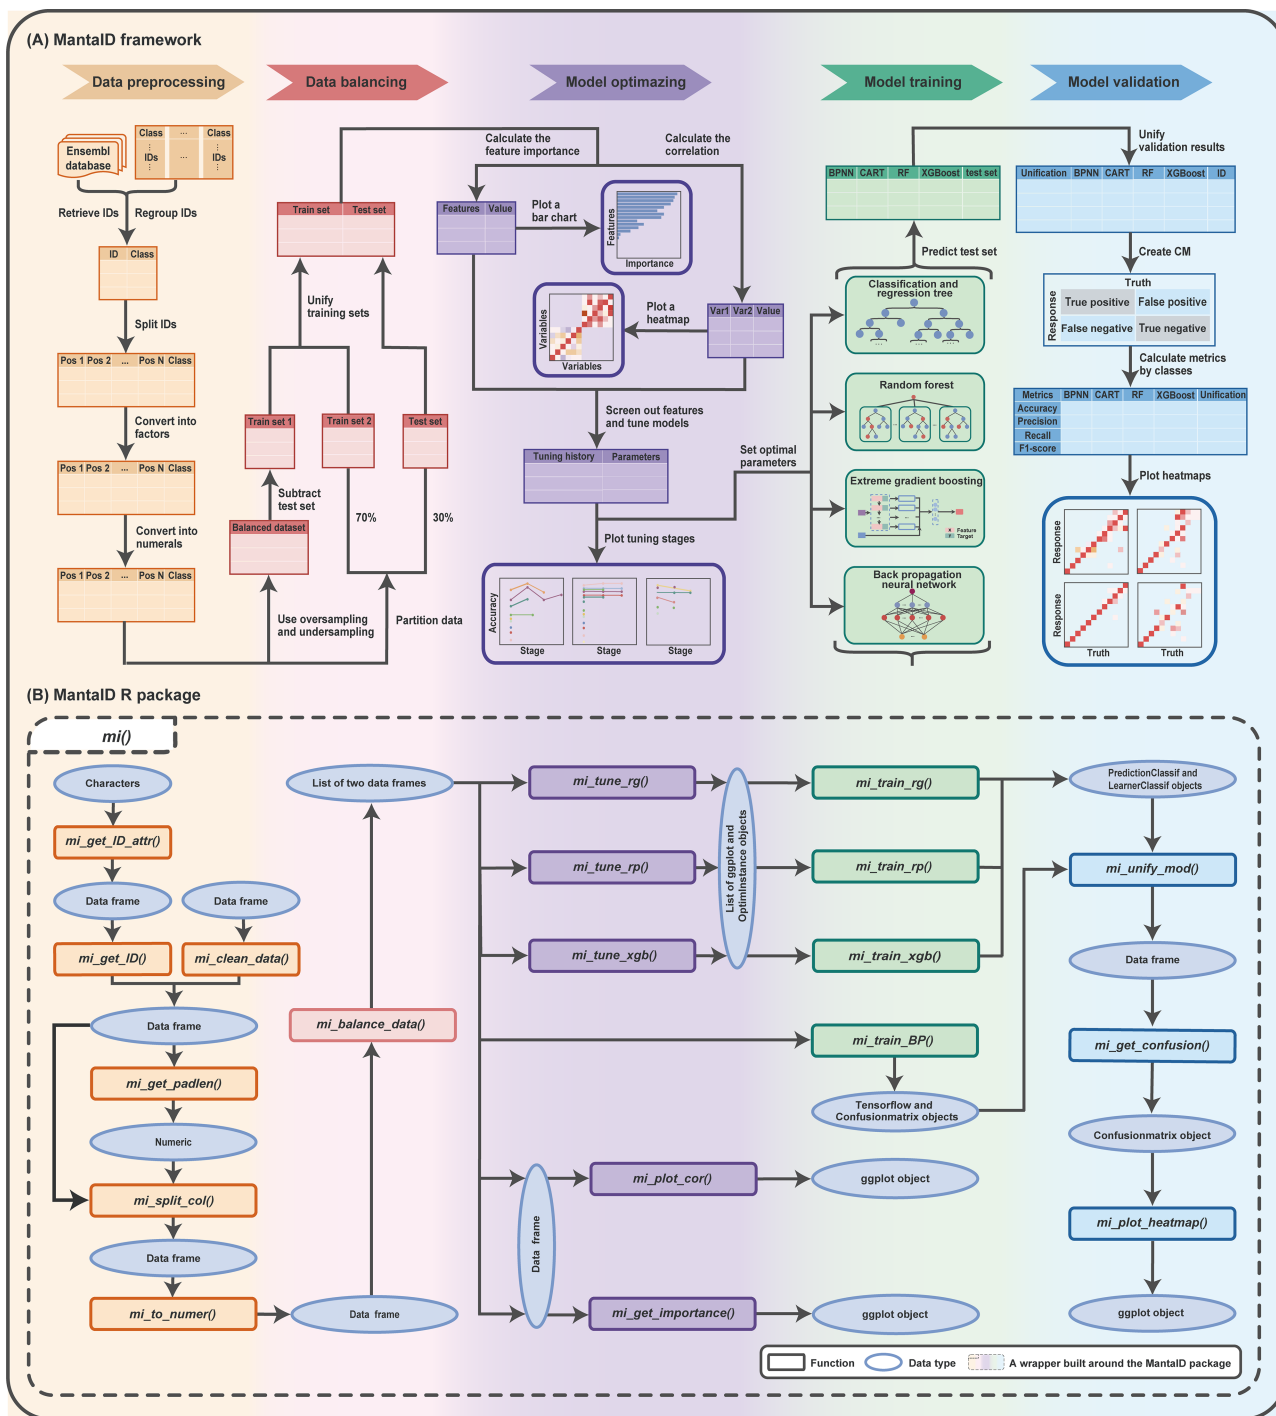 (A) MantaID framework
Data preprocessing
Data balancing
Model optimazing
Model training
Model validation
Ensembl
database
Class ... Class
IDs ... IDs
Retrieve IDs
Regroup IDs
ID Class
Split IDs
Pos 1 Pos 2 ... Pos N Class
Convert into
factors
Pos 1 Pos 2 ... Pos N Class
Convert into
numerals
Pos 1 Pos 2 ... Pos N Class
Train set Test set
Unify
training sets
Train set 1
Train set 2
Test set
Subtract
test set
Balanced dataset
70%
30%
Use oversampling
and undersampling
Partition data
Calculate the
feature importance
Calculate the
correlation
Features Value
Plot a
bar chart
Features
Importance
Variables
Variables
Plot a
heatmap
Var1 Var2 Value
Screen out features
and tune models
Tuning history Parameters
Plot tuning stages
Accuracy
Stage
Stage
Stage
Set optimal
parameters
BPNN CART RF XGBoost test set
Predict test set
Classification and
regression tree
... ...
Random forest
Extreme gradient boosting
Feature
Target
Back propagation
neural network
Unify
validation results
Unification BPNN CART RF XGBoost ID
Create CM
Truth
Response
True positive False positive
False negative True negative
Calculate metrics
by classes
Metrics BPNN CART RF XGBoost Unification
Accuracy
Precision
Recall
F1-score
Plot heatmaps
Response
Response
Truth
Truth
(B) MantaID R package
mi()
Characters
mi_get_ID_attr()
Data frame
Data frame
mi_get_ID()
mi_clean_data()
Data frame
mi_get_padlen()
Numeric
mi_split_col()
Data frame
mi_to_numer()
List of two data frames
mi_balance_data()
Data frame
mi_tune_rg()
mi_tune_rp()
mi_tune_xgb()
List of ggplot and
OptimInstance objects
Data frame
mi_plot_cor()
mi_get_importance()
mi_train_rg()
mi_train_rp()
mi_train_xgb()
mi_train_BP()
Tensorflow and
Confusionmatrix objects
ggplot object
ggplot object
PredictionClassif and
LearnerClassif objects
mi_unify_mod()
Data frame
mi_get_confusion()
Confusionmatrix object
mi_plot_heatmap()
ggplot object
Function
Data type
A wrapper built around the MantaID package